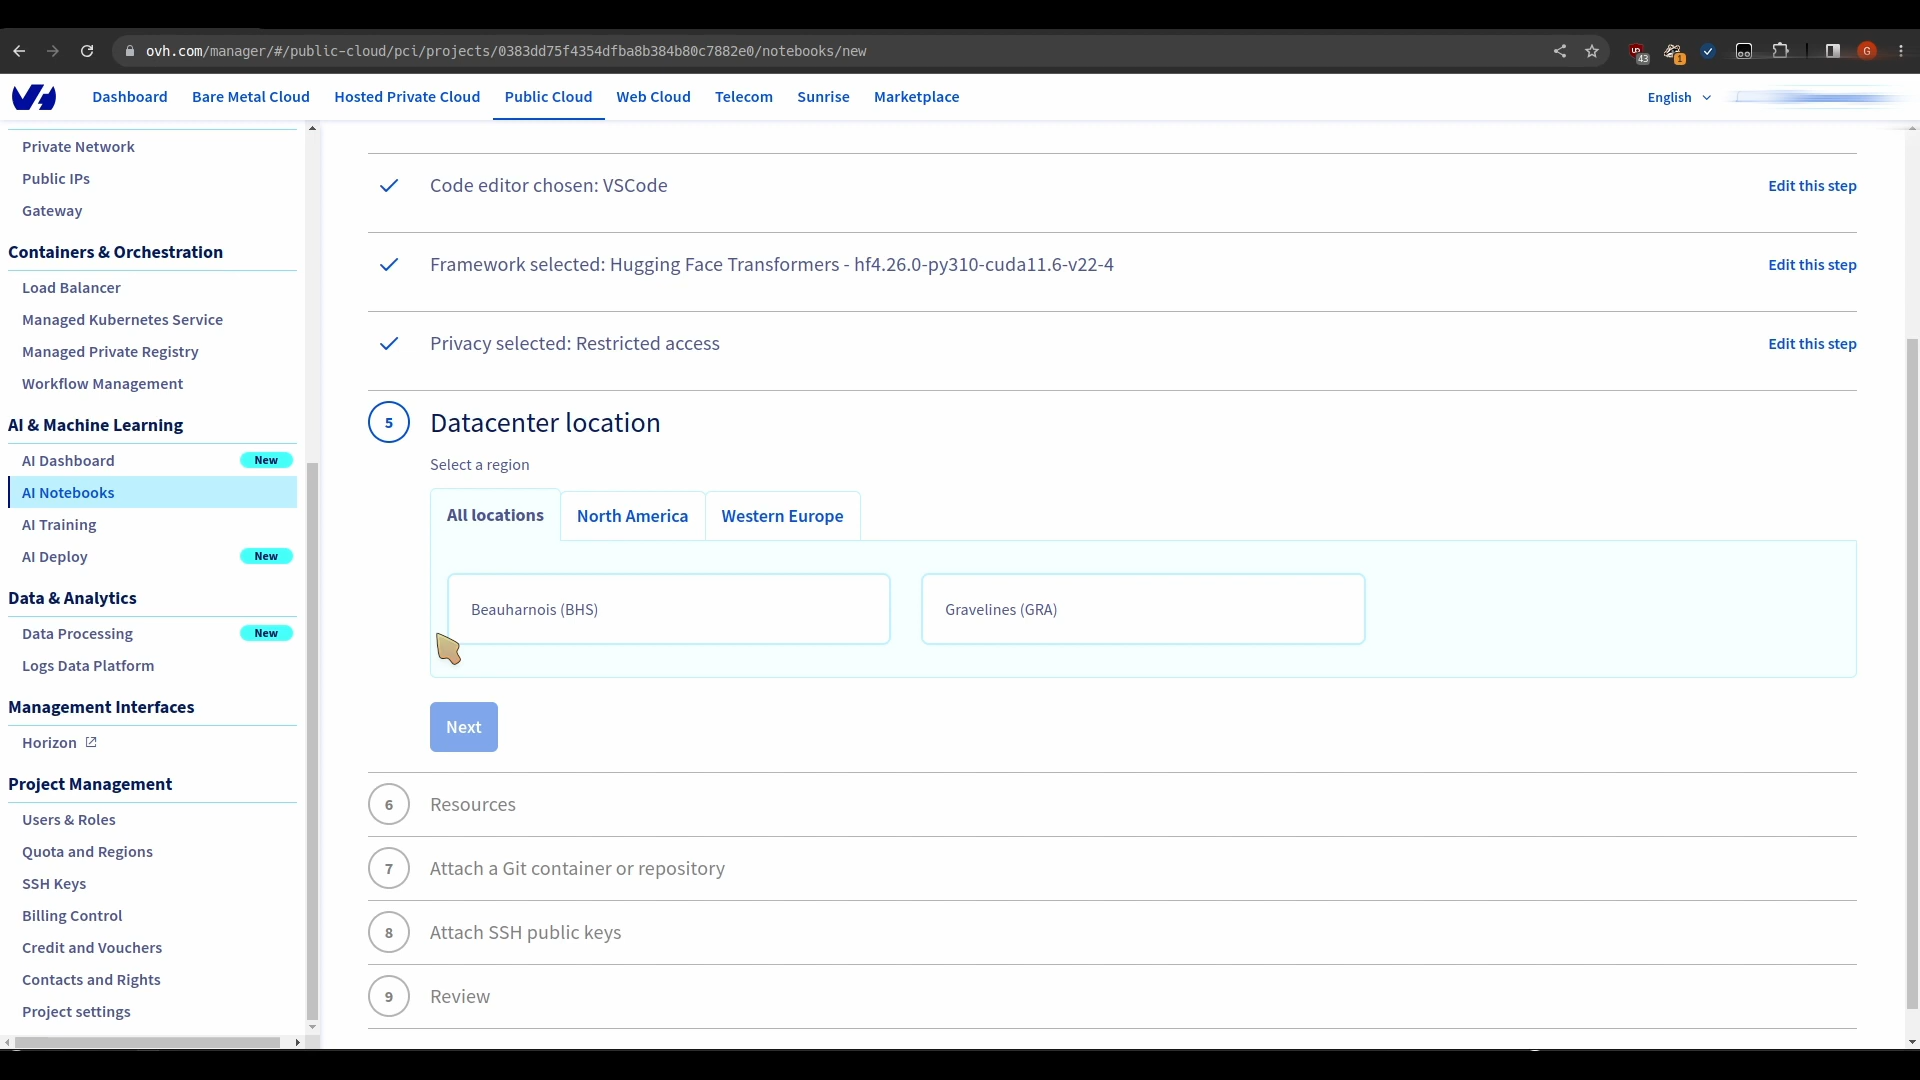 ovh.com/manager/#/public-cloud/pci/projects/0383dd75f4354dfba8b384b80c7882e0/notebooks/new
43
1
G
Dashboard
Bare Metal Cloud
Hosted Private Cloud
Public Cloud
Web Cloud
Telecom
Sunrise
Marketplace
English
Private Network
Public IPs
Gateway
Containers & Orchestration
Load Balancer
Managed Kubernetes Service
Managed Private Registry
Workflow Management
AI & Machine Learning
AI Dashboard New
AI Notebooks
AI Training
AI Deploy New
Data & Analytics
Data Processing New
Logs Data Platform
Management Interfaces
Horizon
Project Management
Users & Roles
Quota and Regions
SSH Keys
Billing Control
Credit and Vouchers
Contacts and Rights
Project settings
Code editor chosen: VSCode Edit this step
Framework selected: Hugging Face Transformers - hf4.26.0-py310-cuda11.6-v22-4 Edit this step
Privacy selected: Restricted access Edit this step
5 Datacenter location
Select a region
All locations North America Western Europe
Beauharnois (BHS) Gravelines (GRA)
Next
6 Resources
7 Attach a Git container or repository
8 Attach SSH public keys
9 Review